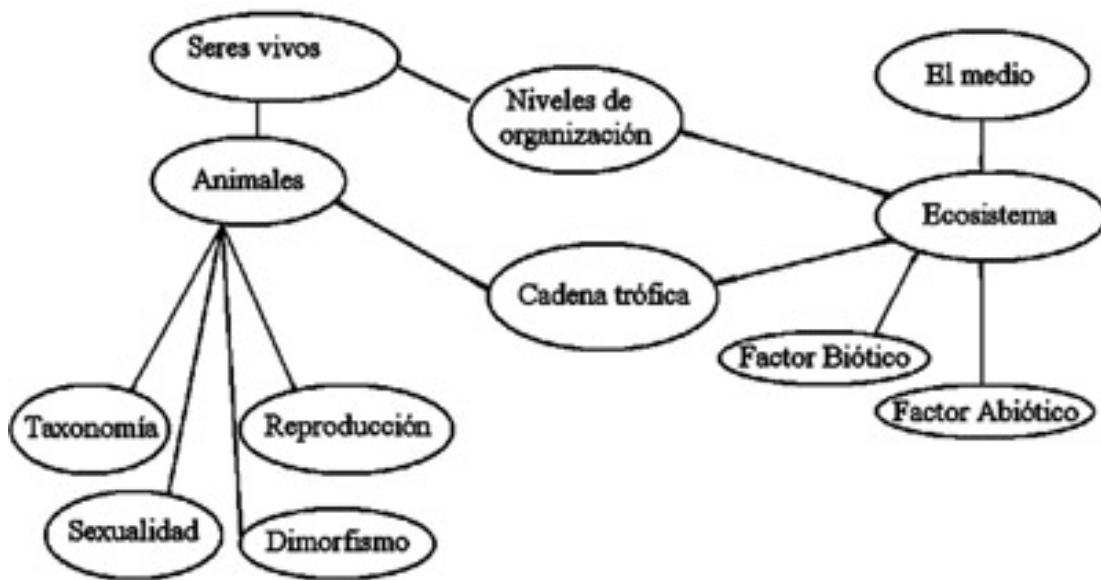 Seres vivos
Niveles de
organización
El medio
Animales
Ecosistema
Cadena trófica
Factor Biótico
Factor Abiótico
Taxonomía
Reproducción
Sexualidad
Dimorfismo